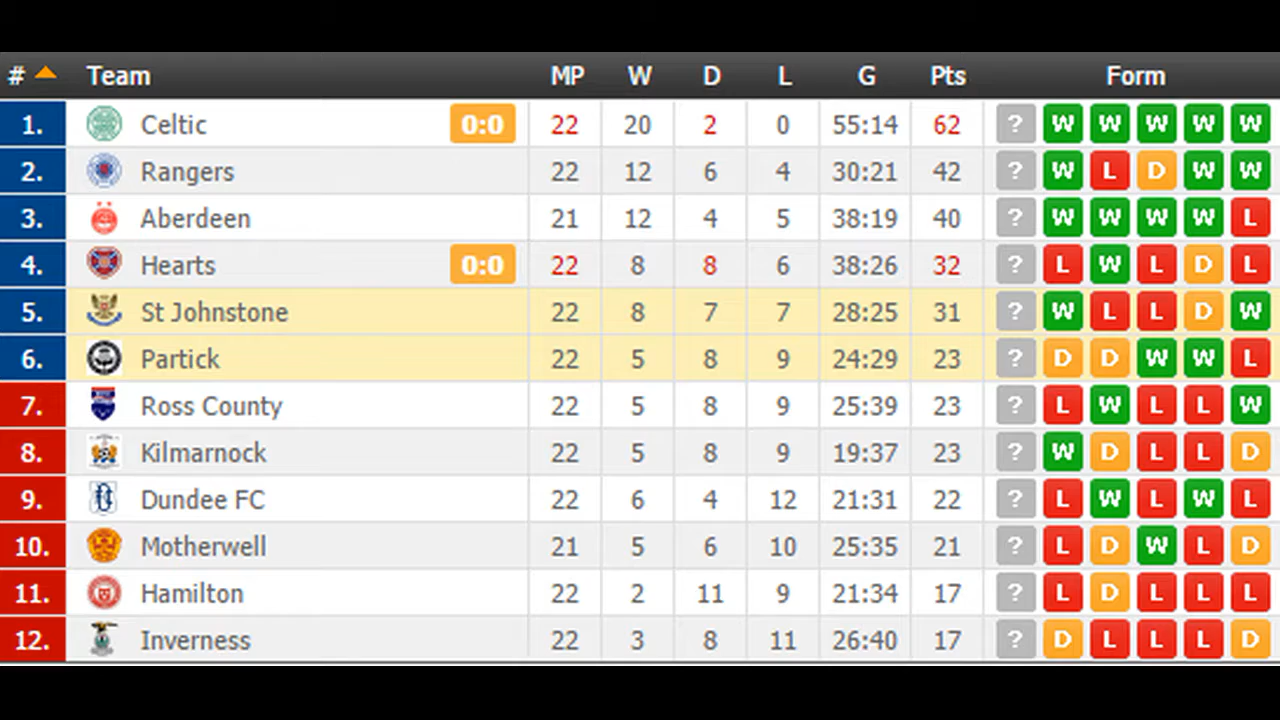 # Team MP W D L G Pts Form
1. Celtic 0:0 22 20 2 0 55:14 62 ? W W W W W
2. Rangers 22 12 6 4 30:21 42 ? W L D W W
3. Aberdeen 21 12 4 5 38:19 40 ? W W W W L
4. Hearts 0:0 22 8 8 6 38:26 32 ? L W L D L
5. St Johnstone 22 8 7 7 28:25 31 ? W L L D W
6. Partick 22 5 8 9 24:29 23 ? D D W W L
7. Ross County 22 5 8 9 25:39 23 ? L W L L W
8. Kilmarnock 22 5 8 9 19:37 23 ? W D L L D
9. Dundee FC 22 6 4 12 21:31 22 ? L W L W L
10. Motherwell 21 5 6 10 25:35 21 ? L D W L D
11. Hamilton 22 2 11 9 21:34 17 ? L D L L L
12. Inverness 22 3 8 11 26:40 17 ? D L L L D